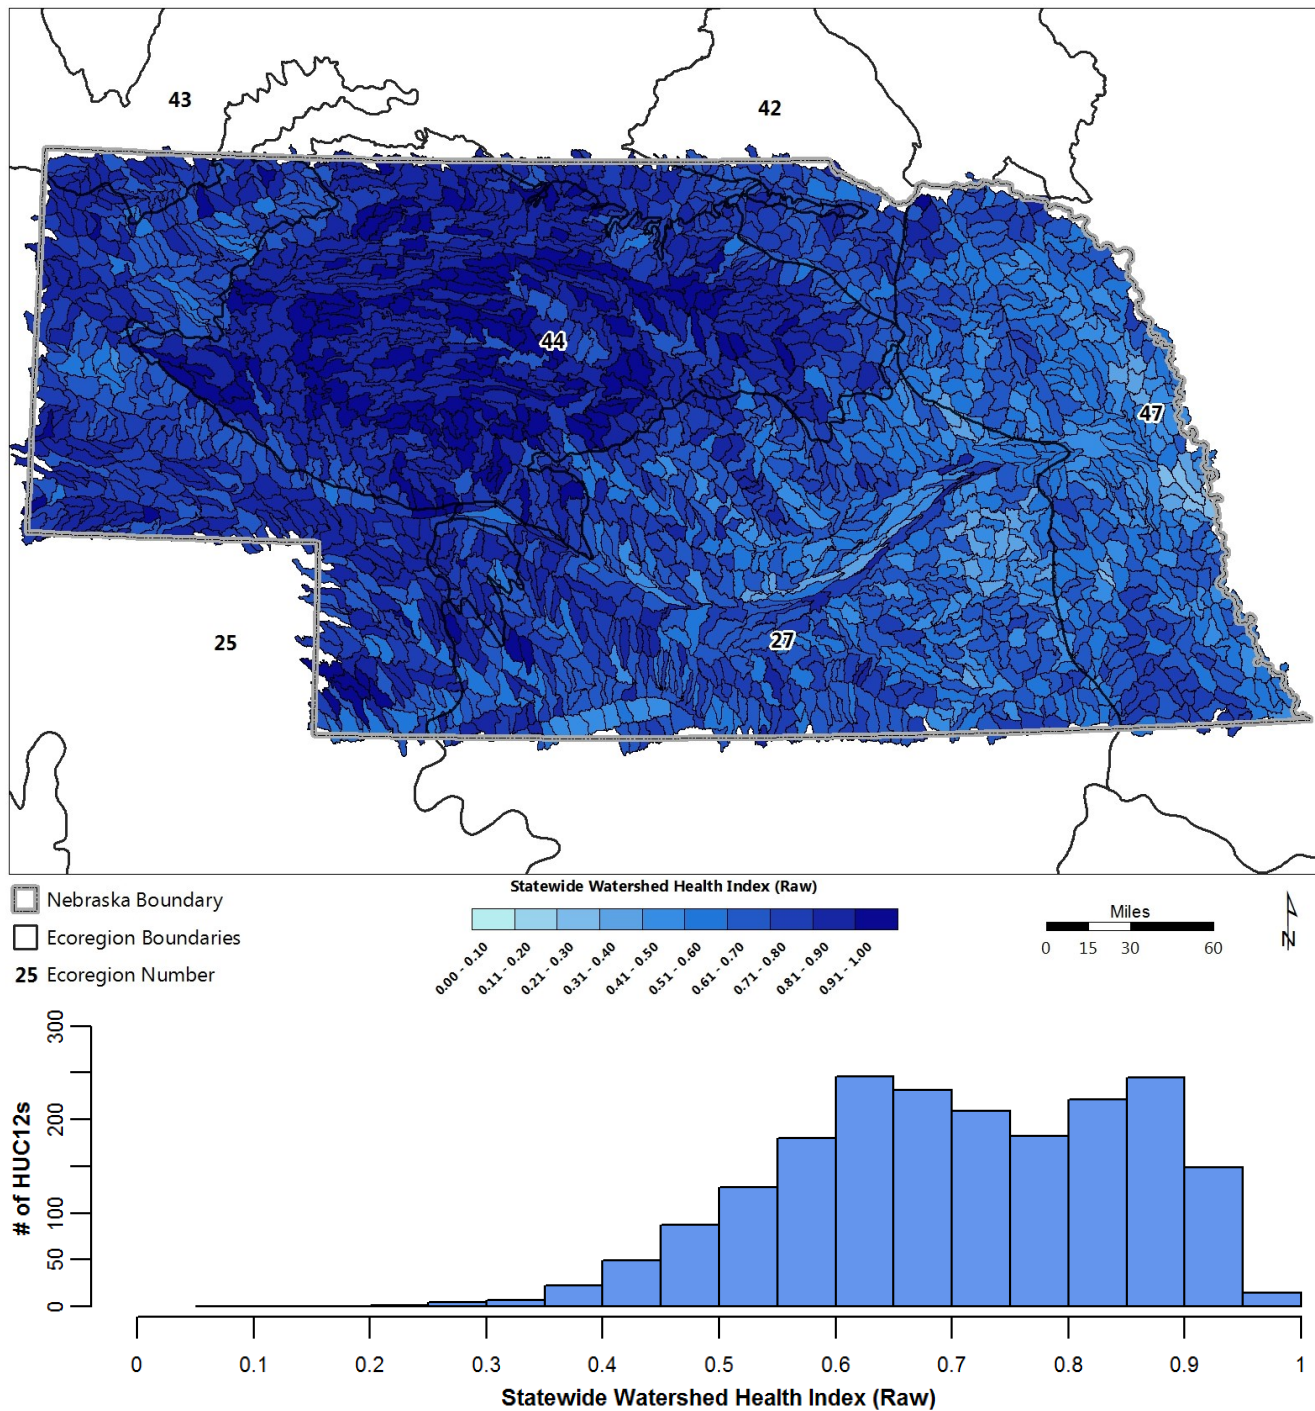 43
42
44
47
25
27
Statewide Watershed Health Index (Raw)
Nebraska Boundary
Ecoregion Boundaries
25 Ecoregion Number
0.00 - 0.10
0.11 - 0.20
0.21 - 0.30
0.31 - 0.40
0.41 - 0.50
0.51 - 0.60
0.61 - 0.70
0.71 - 0.80
0.81 - 0.90
0.91 - 1.00
Miles
0 15 30 60
N
# of HUC12s
300
200
100
50
0
0 0.1 0.2 0.3 0.4 0.5 0.6 0.7 0.8 0.9 1
Statewide Watershed Health Index (Raw)